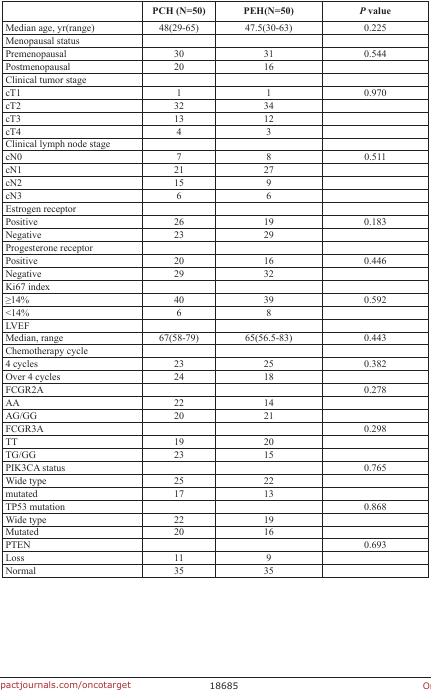 PCH (N=50) PEH(N=50) P value
Median age, yr(range) 48(29-65) 47.5(30-63) 0.225
Menopausal status
Premenopausal 30 31 0.544
Postmenopausal 20 16
Clinical tumor stage
cT1 1 1 0.970
cT2 32 34
cT3 13 12
cT4 4 3
Clinical lymph node stage
cN0 7 8 0.511
cN1 21 27
cN2 15 9
cN3 6 6
Estrogen receptor
Positive 26 19 0.183
Negative 23 29
Progesterone receptor
Positive 20 16 0.446
Negative 29 32
Ki67 index
≥14% 40 39 0.592
<14% 6 8
LVEF
Median, range 67(58-79) 65(56.5-83) 0.443
Chemotherapy cycle
4 cycles 23 25 0.382
Over 4 cycles 24 18
FCGR2A 0.278
AA 22 14
AG/GG 20 21
FCGR3A 0.298
TT 19 20
TG/GG 23 15
PIK3CA status 0.765
Wide type 25 22
mutated 17 13
TP53 mutation 0.868
Wide type 22 19
Mutated 20 16
PTEN 0.693
Loss 11 9
Normal 35 35
pactjournals.com/oncotarget 18685 O